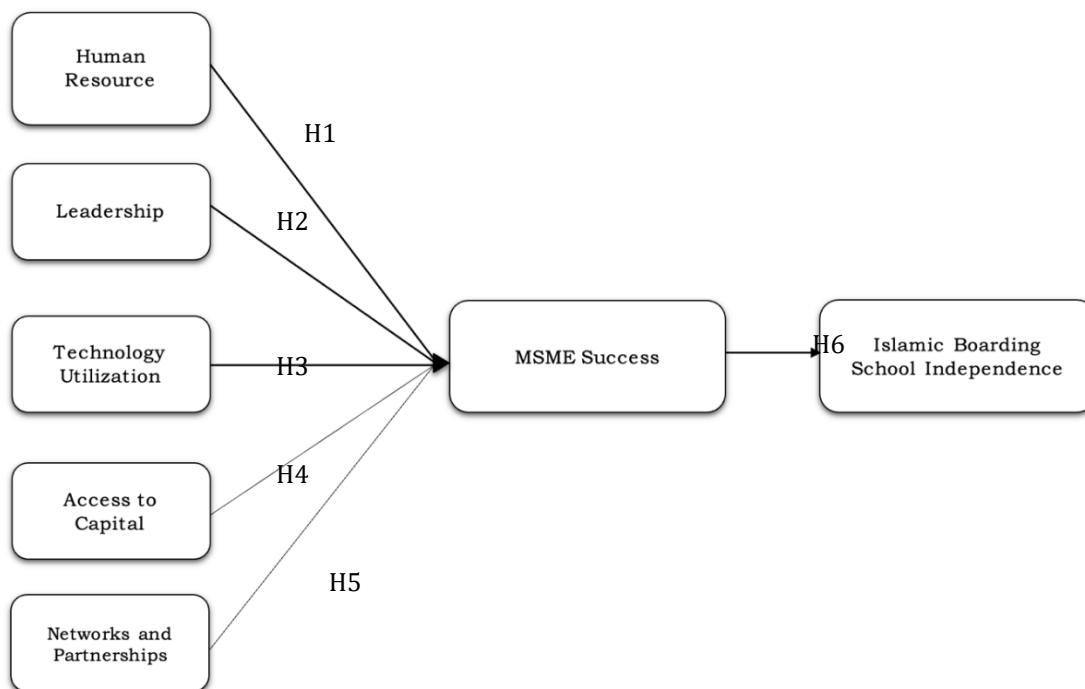 Human
Resource
H1
Leadership
H2
Technology
Utilization
H3
MSME Success
H6
Islamic Boarding
School Independence
Access to
Capital
H4
Networks and
Partnerships
H5